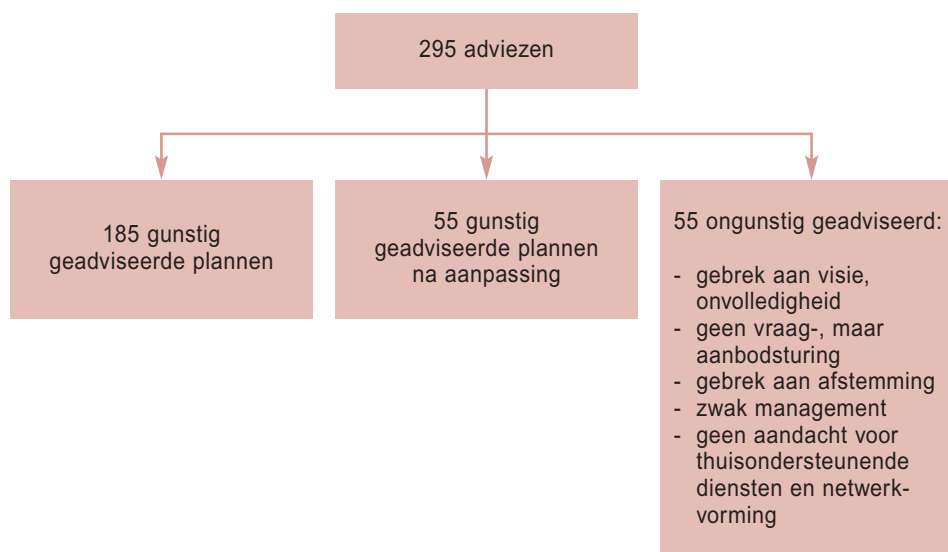 295 adviezen
185 gunstig
geadviseerde plannen
55 gunstig
geadviseerde plannen
na aanpassing
55 ongunstig geadviseerd:
- gebrek aan visie,
onvolledigheid
- geen vraag-, maar
aanbodsturing
- gebrek aan afstemming
- zwak management
- geen aandacht voor
thuisondersteunende
diensten en netwerk-
vorming